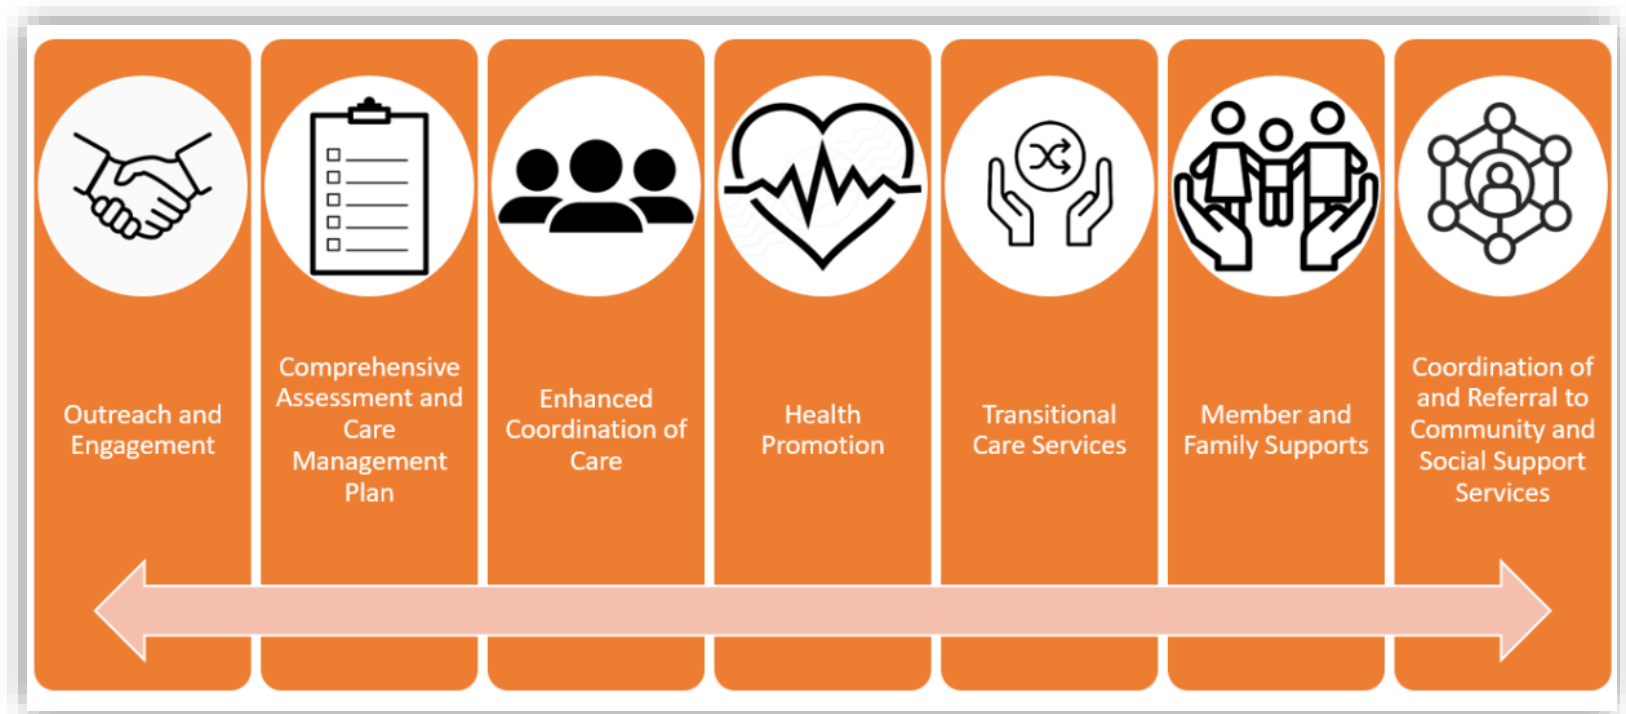 Outreach and
Engagement
Comprehensive
Assessment and
Care
Management
Plan
Enhanced
Coordination of
Care
Health
Promotion
Transitional
Care Services
Member and
Family Supports
Coordination of
and Referral to
Community and
Social Support
Services